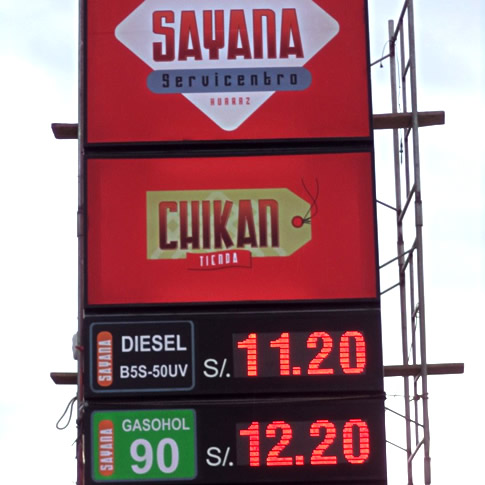 SAYANA
Servicentro
HUARAZ
CHIKAN
TIENDA
SAYANA
DIESEL
B5S-50UV
S/. 11.20
SAYANA
GASOHOL
90
S/. 12.20